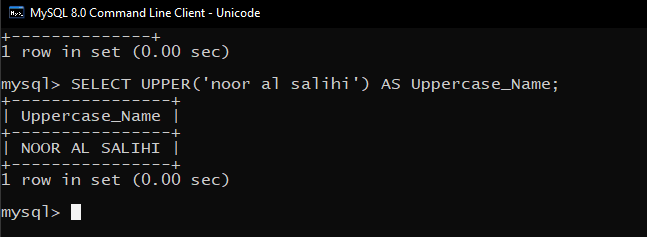 MySQL 8.0 Command Line Client - Unicode
+--------------+
1 row in set (0.00 sec)
mysql> SELECT UPPER('noor al salihi') AS Uppercase_Name;
+----------------+
| Uppercase_Name |
+----------------+
| NOOR AL SALIHI |
+----------------+
1 row in set (0.00 sec)
mysql>